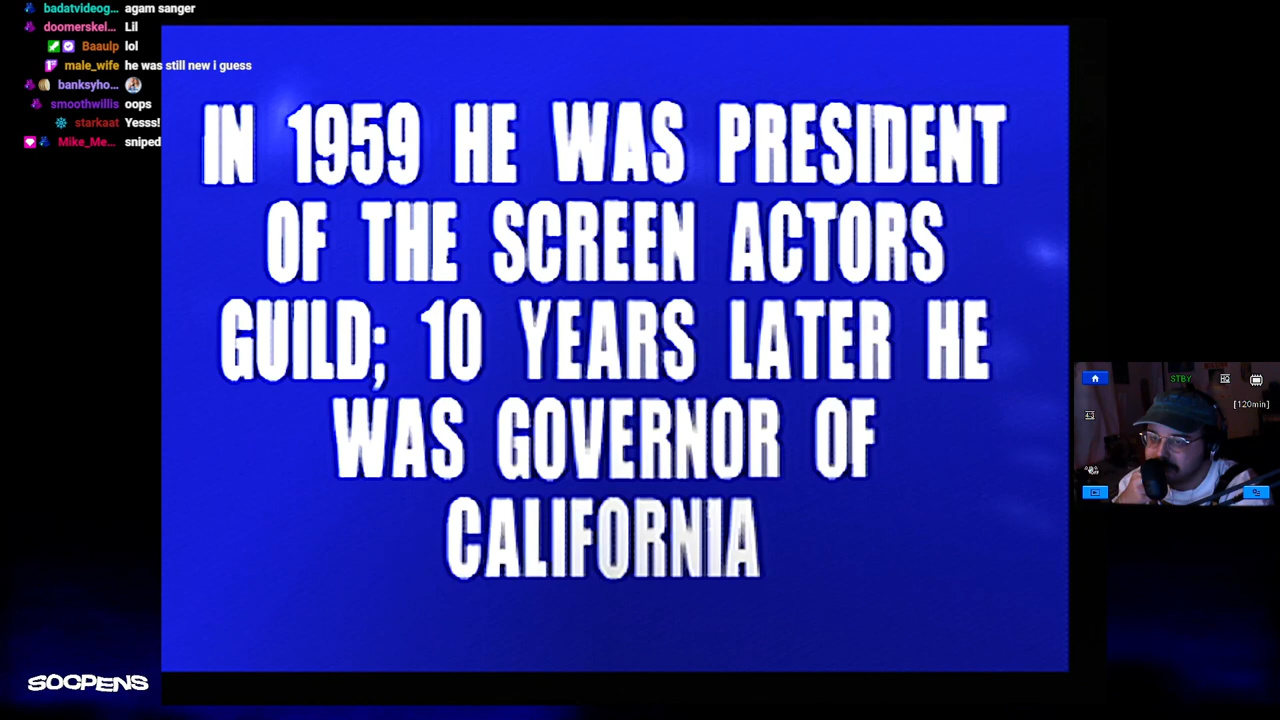 badatvideog... agam sanger
doomerskel... Lil
Baaulp lol
male_wife he was still new i guess
banksyho...
smoothwillis oops
starkaat Yesss!
Mike_Me... sniped
IN 1959 HE WAS PRESIDENT
OF THE SCREEN ACTORS
GUILD; 10 YEARS LATER HE
WAS GOVERNOR OF
CALIFORNIA
STBY
[120min]
SOCPENS